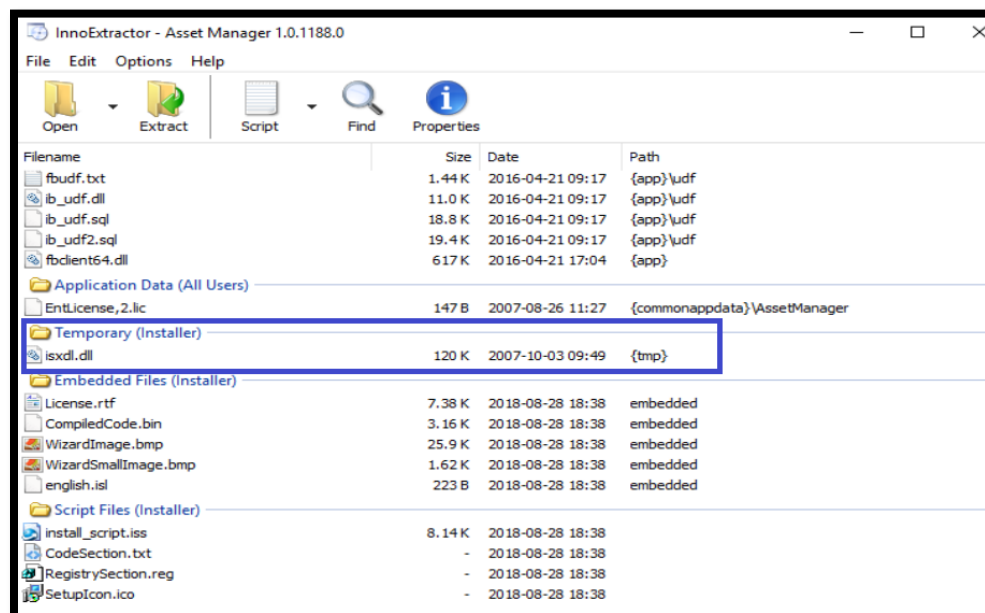 InnoExtractor - Asset Manager 1.0.1188.0
File Edit Options Help
Open Extract Script Find Properties
Filename Size Date Path
fbudf.txt 1.44 K 2016-04-21 09:17 {app}\udf
ib_udf.dll 11.0 K 2016-04-21 09:17 {app}\udf
ib_udf.sql 18.8 K 2016-04-21 09:17 {app}\udf
ib_udf2.sql 19.4 K 2016-04-21 09:17 {app}\udf
fbclient64.dll 617 K 2016-04-21 17:04 {app}
Application Data (All Users)
EntLicense,2.lic 147 B 2007-08-26 11:27 {commonappdata}\AssetManager
Temporary (Installer)
isxdl.dll 120 K 2007-10-03 09:49 {tmp}
Embedded Files (Installer)
License.rtf 7.38 K 2018-08-28 18:38 embedded
CompiledCode.bin 3.16 K 2018-08-28 18:38 embedded
WizardImage.bmp 25.9 K 2018-08-28 18:38 embedded
WizardSmallImage.bmp 1.62 K 2018-08-28 18:38 embedded
english.isl 223 B 2018-08-28 18:38 embedded
Script Files (Installer)
install_script.iss 8.14 K 2018-08-28 18:38
CodeSection.txt - 2018-08-28 18:38
RegistrySection.reg - 2018-08-28 18:38
SetupIcon.ico - 2018-08-28 18:38